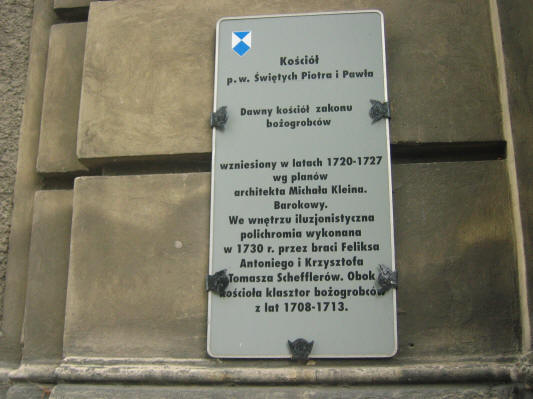 Kościół
p.w. Świętych Piotra i Pawła
Dawny kościół zakonu
bożogrobców
wzniesiony w latach 1720-1727
wg planów
architekta Michała Kleina.
Barokowy.
We wnętrzu iluzjonistyczna
polichromia wykonana
w 1730 r. przez braci Feliksa
Antoniego i Krzysztofa
Tomasza Schefflerów. Obok
kościoła klasztor bożogrobców
z lat 1708-1713.